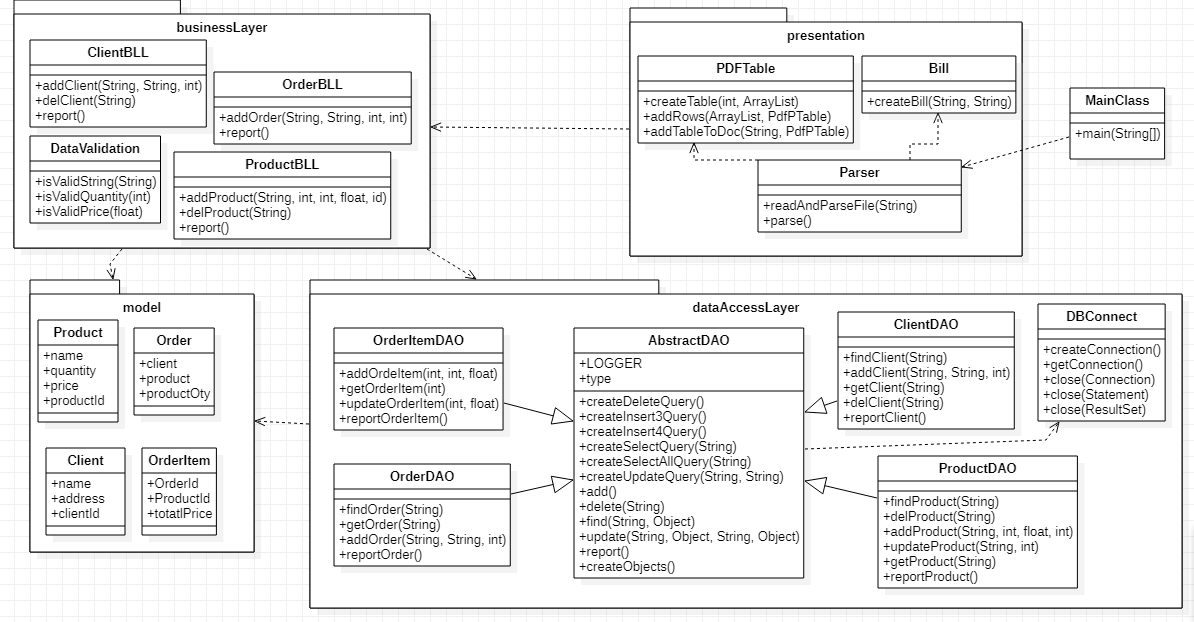 businessLayer
ClientBLL
+addClient(String, String, int)
+delClient(String)
+report()
OrderBLL
+addOrder(String, String, int, int)
+report()
DataValidation
+isValidString(String)
+isValidQuantity(int)
+isValidPrice(float)
ProductBLL
+addProduct(String, int, int, float, id)
+delProduct(String)
+report()
presentation
PDFTable
+createTable(int, ArrayList)
+addRows(ArrayList, PdfPTable)
+addTableToDoc(String, PdfPTable)
Bill
+createBill(String, String)
Parser
+readAndParseFile(String)
+parse()
MainClass
+main(String[])
model
Product
+name
+quantity
+price
+productId
Order
+client
+product
+productOty
Client
+name
+address
+clientId
OrderItem
+OrderId
+ProductId
+totatlPrice
dataAccessLayer
OrderItemDAO
+addOrdeItem(int, int, float)
+getOrderItem(int)
+updateOrderItem(int, float)
+reportOrderItem()
OrderDAO
+findOrder(String)
+getOrder(String)
+addOrder(String, String, int)
+reportOrder()
AbstractDAO
+LOGGER
+type
+createDeleteQuery()
+createInsert3Query()
+createInsert4Query()
+createSelectQuery(String)
+createSelectAllQuery(String)
+createUpdateQuery(String, String)
+add()
+delete(String)
+find(String, Object)
+update(String, Object, String, Object)
+report()
+createObjects()
ClientDAO
+findClient(String)
+addClient(String, String, int)
+getClient(String)
+delClient(String)
+reportClient()
DBConnect
+createConnection()
+getConnection()
+close(Connection)
+close(Statement)
+close(ResultSet)
ProductDAO
+findProduct(String)
+delProduct(String)
+addProduct(String, int, float, int)
+updateProduct(String, int)
+getProduct(String)
+reportProduct()